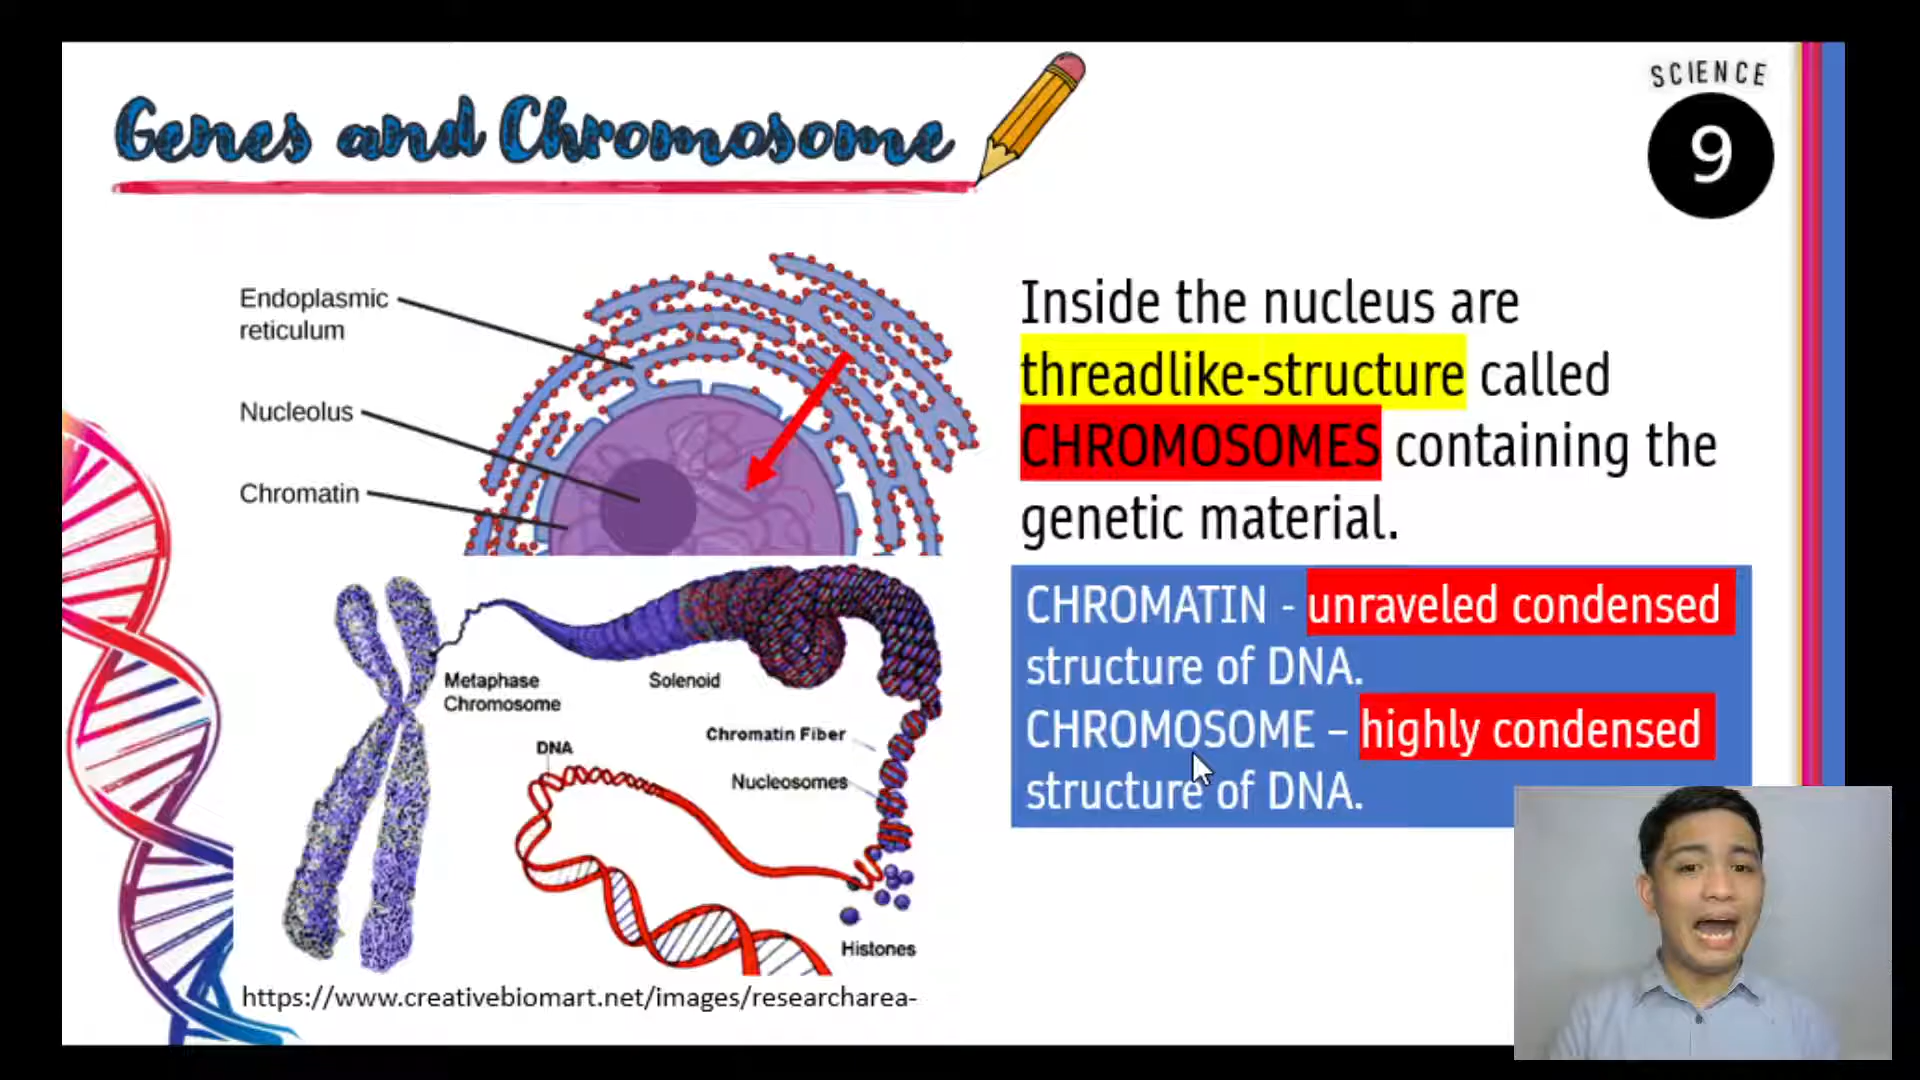 Genes and Chromosome
SCIENCE
9
Endoplasmic
reticulum
Nucleolus
Chromatin
Inside the nucleus are
threadlike-structure called
CHROMOSOMES containing the
genetic material.
CHROMATIN - unraveled condensed
structure of DNA.
CHROMOSOME – highly condensed
structure of DNA.
Metaphase
Chromosome
Solenoid
Chromatin Fiber
DNA
Nucleosomes
Histones
https://www.creativebiomart.net/images/researcharea-